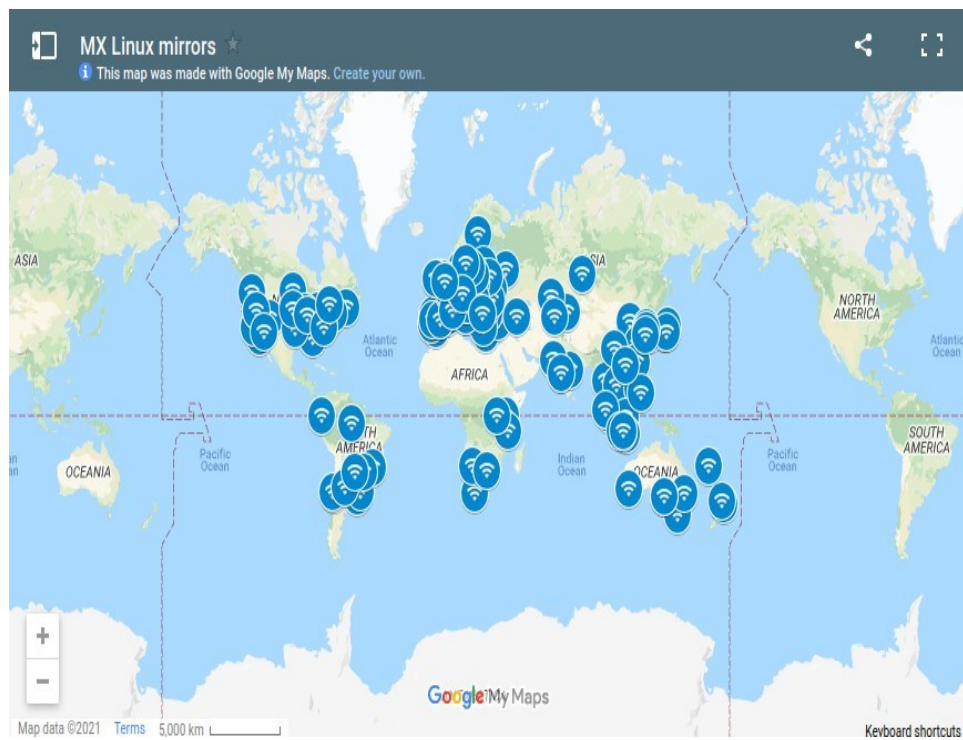 MX Linux mirrors
This map was made with Google My Maps. Create your own.
ASIA
NORTH
AMERICA
Atlantic
Ocean
Atlantic
Ocean
AFRICA
Pacific
Ocean
Indian
Ocean
Pacific
Ocean
OCEANIA
AMERICA
OCEANIA
SOUTH
AMERICA
+
−
Google My Maps
Map data ©2021 Terms 5,000 km
Keyboard shortcuts